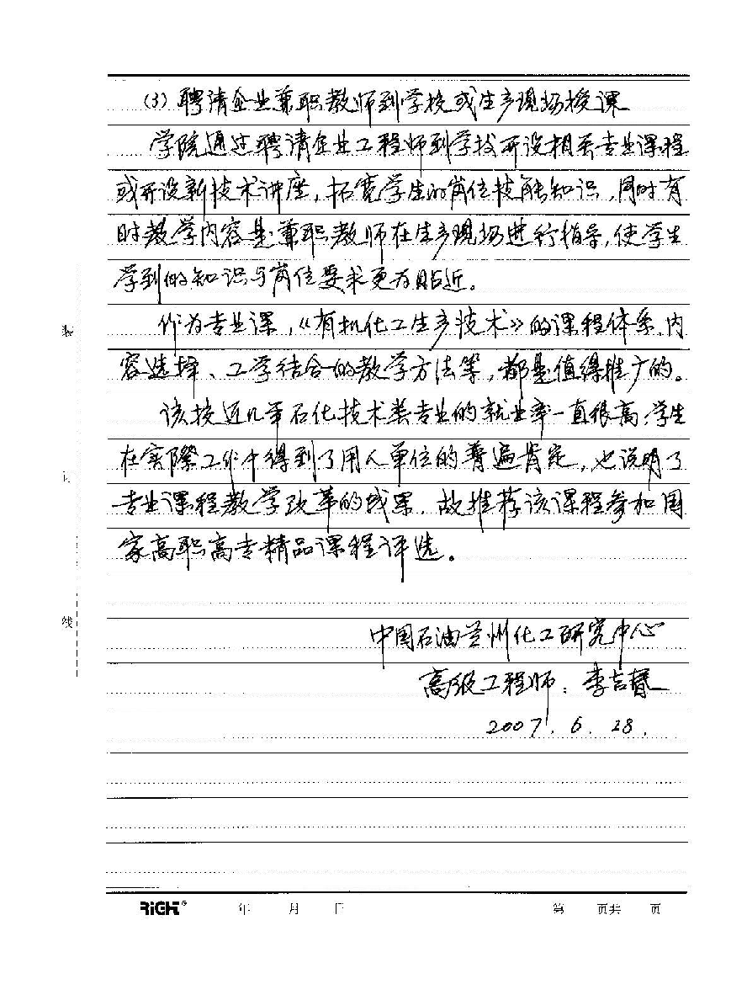 (3) 聘请企业兼职教师到学校或生产现场授课
学院通过聘请企业工程师到学校开设相关专业课程
或开设新技术讲座，拓宽学生的岗位技能知识，同时有
时教学内容是兼职教师在生产现场进行指导，使学生
学到的知识与岗位要求更为贴近。
作为专业课，《有机化工生产技术》的课程体系、内
容选择、工学结合的教学方法等，都是值得推广的。
该校近几年石化技术类专业的就业率一直很高，学生
在实際工作中得到了用人单位的普遍肯定，也说明了
专业课程教学改革的成果，故推荐该课程参加国
家高职高专精品课程评选。
中国石油兰州化工研究中心
高级工程师：李吉春
2007.6.28.
装
订
线
RiGHT® 年 月 日 第 页共 页